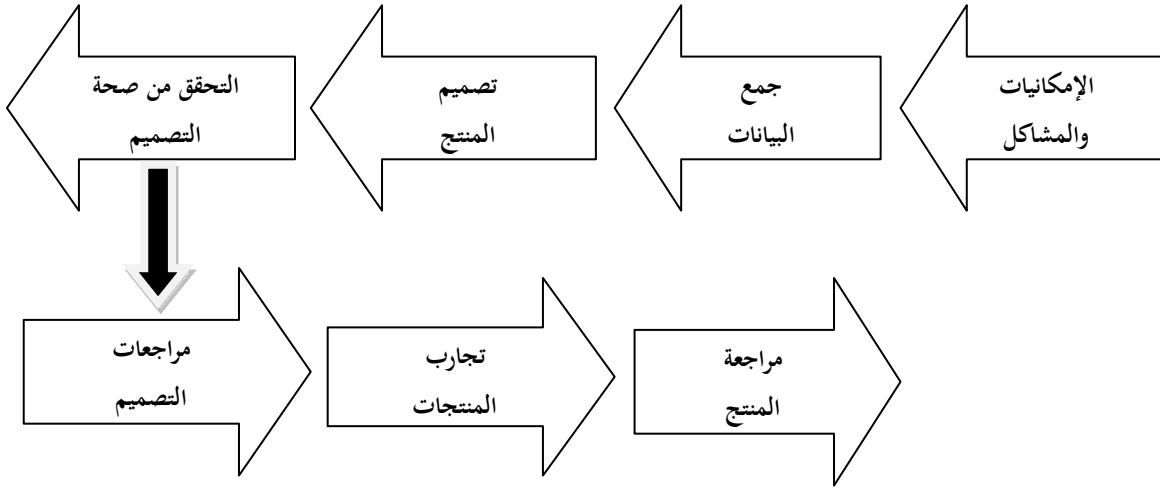 الإمكانيات
والمشاكل
جمع
البيانات
تصميم
المنتج
التحقق من صحة
التصميم
مراجعات
التصميم
تجارب
المنتجات
مراجعة
المنتج